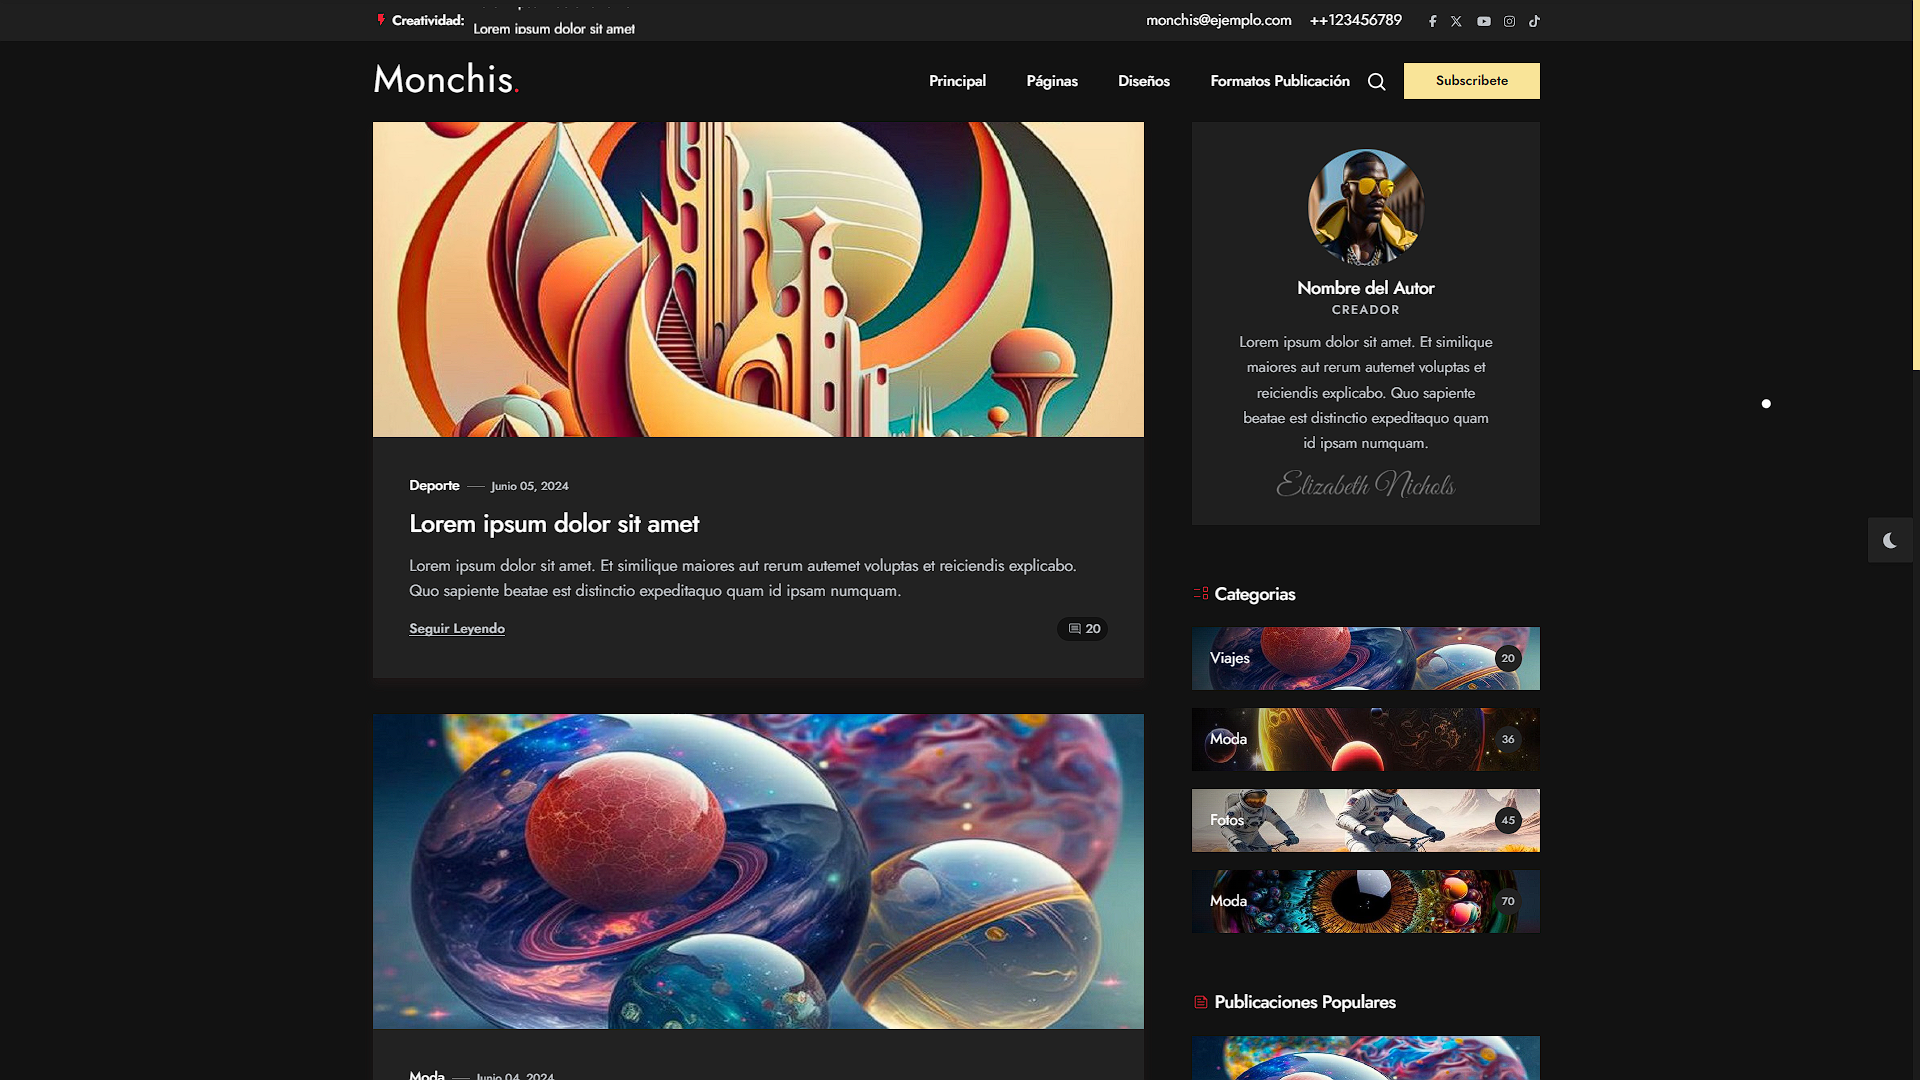 Creatividad:
Lorem ipsum dolor sit amet
monchis@ejemplo.com
++123456789
Monchis.
Principal
Páginas
Diseños
Formatos Publicación
Subscribete
Deporte
Junio 05, 2024
Lorem ipsum dolor sit amet
Lorem ipsum dolor sit amet. Et similique maiores aut rerum autemet voluptas et reiciendis explicabo.
Quo sapiente beatae est distinctio expeditaquo quam id ipsam numquam.
Seguir Leyendo
20
Moda
Junio 04, 2024
Nombre del Autor
CREADOR
Lorem ipsum dolor sit amet. Et similique
maiores aut rerum autemet voluptas et
reiciendis explicabo. Quo sapiente
beatae est distinctio expeditaquo quam
id ipsam numquam.
Elizabeth Nichols
Categorias
Viajes
20
Moda
36
Fotos
45
Moda
70
Publicaciones Populares